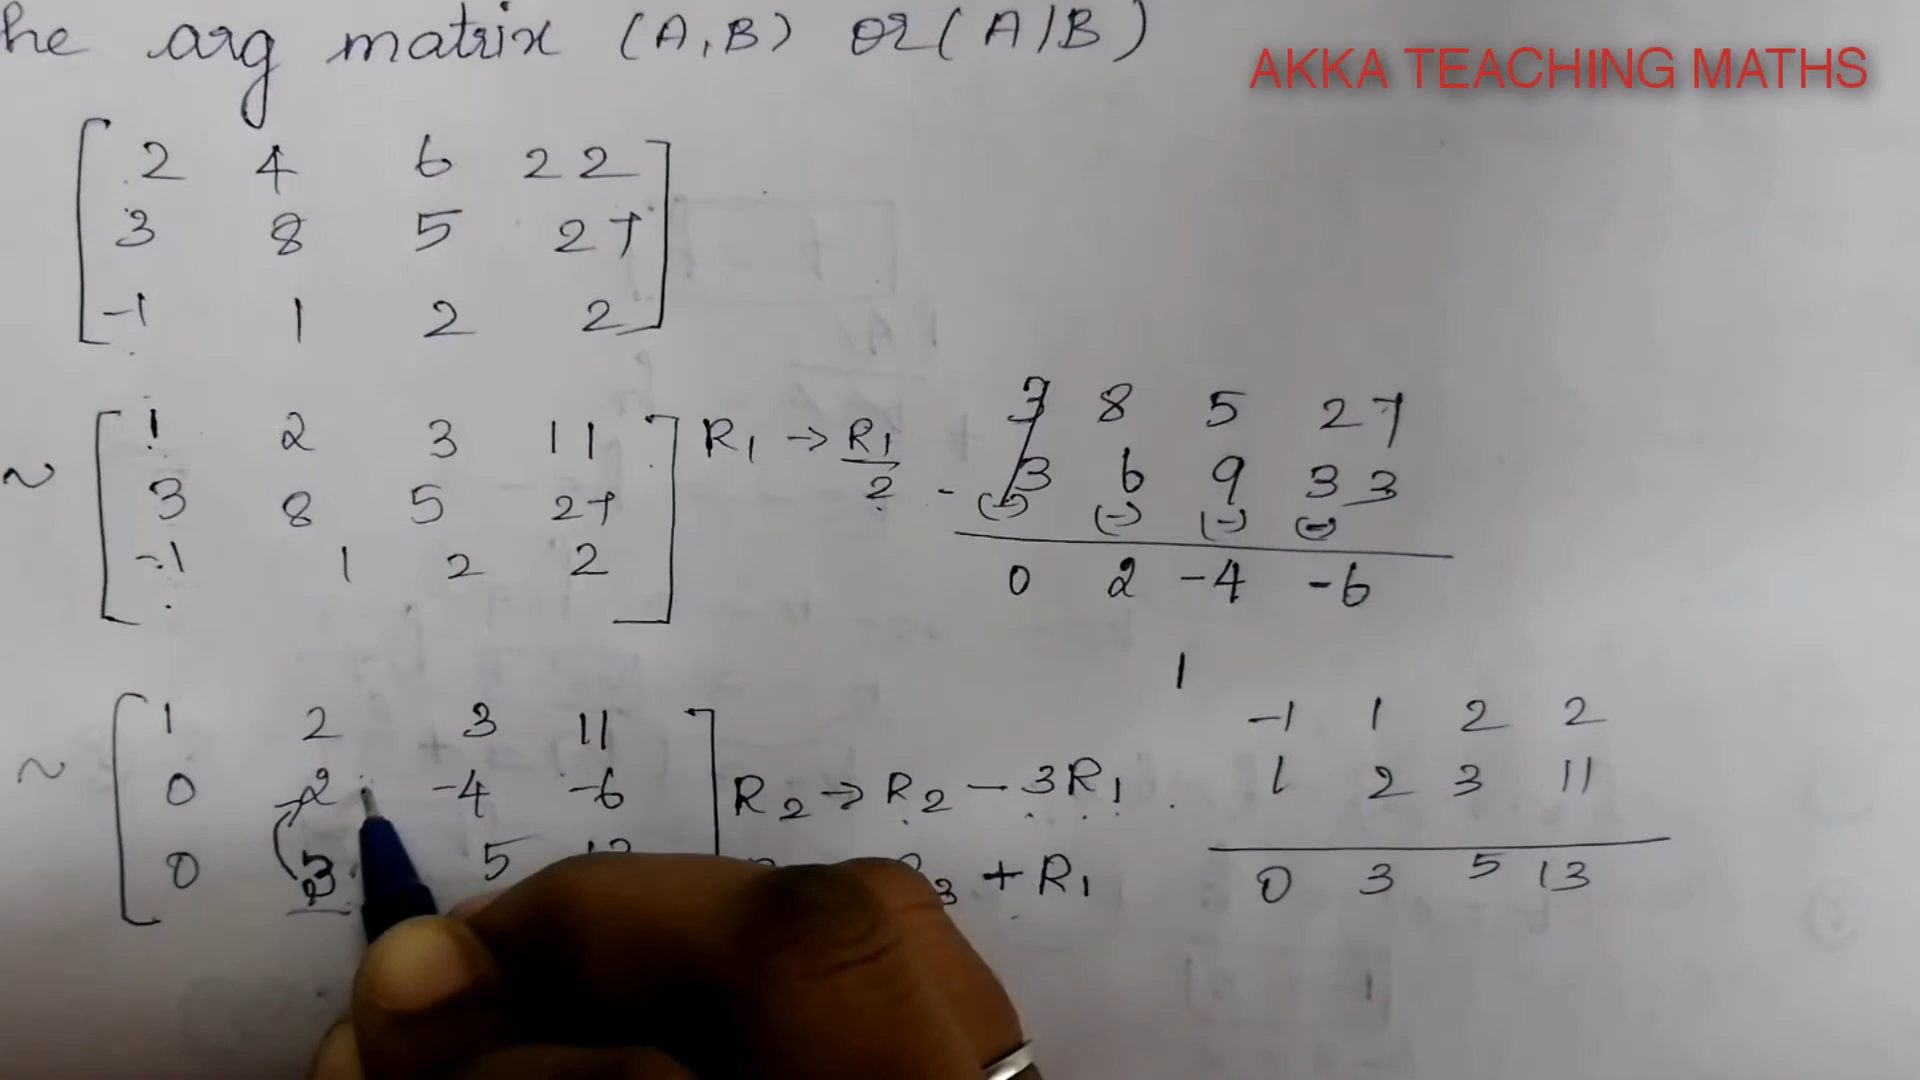 he arg matrix (A,B) or (A/B)
AKKA TEACHING MATHS
2 4 6 22
3 8 5 27
-1 1 2 2
~ 1 2 3 11 R1 → R1/2
3 8 5 27
-1 1 2 2
3 8 5 27
- 3 6 9 33
(-) (-) (-) (-)
0 2 -4 -6
~ 1 2 3 11
0 2 -4 -6 R2 → R2 - 3R1
0 3 5 3 + R1
1
-1 1 2 2
1 2 3 11
0 3 5 13